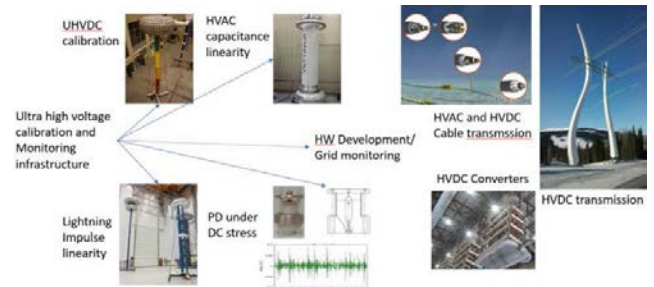 UHVDC
calibration
HVAC
capacitance
linearity
Ultra high voltage
calibration and
Monitoring
infrastructure
HW Development/
Grid monitoring
HVAC and HVDC
Cable transmssion
HVDC Converters
HVDC transmission
Lightning
Impulse
linearity
PD under
DC stress